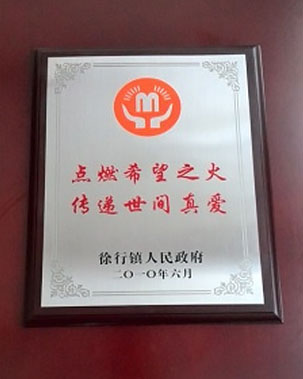 点燃希望之火
传递世间真爱
徐行镇人民政府
二〇一〇年六月